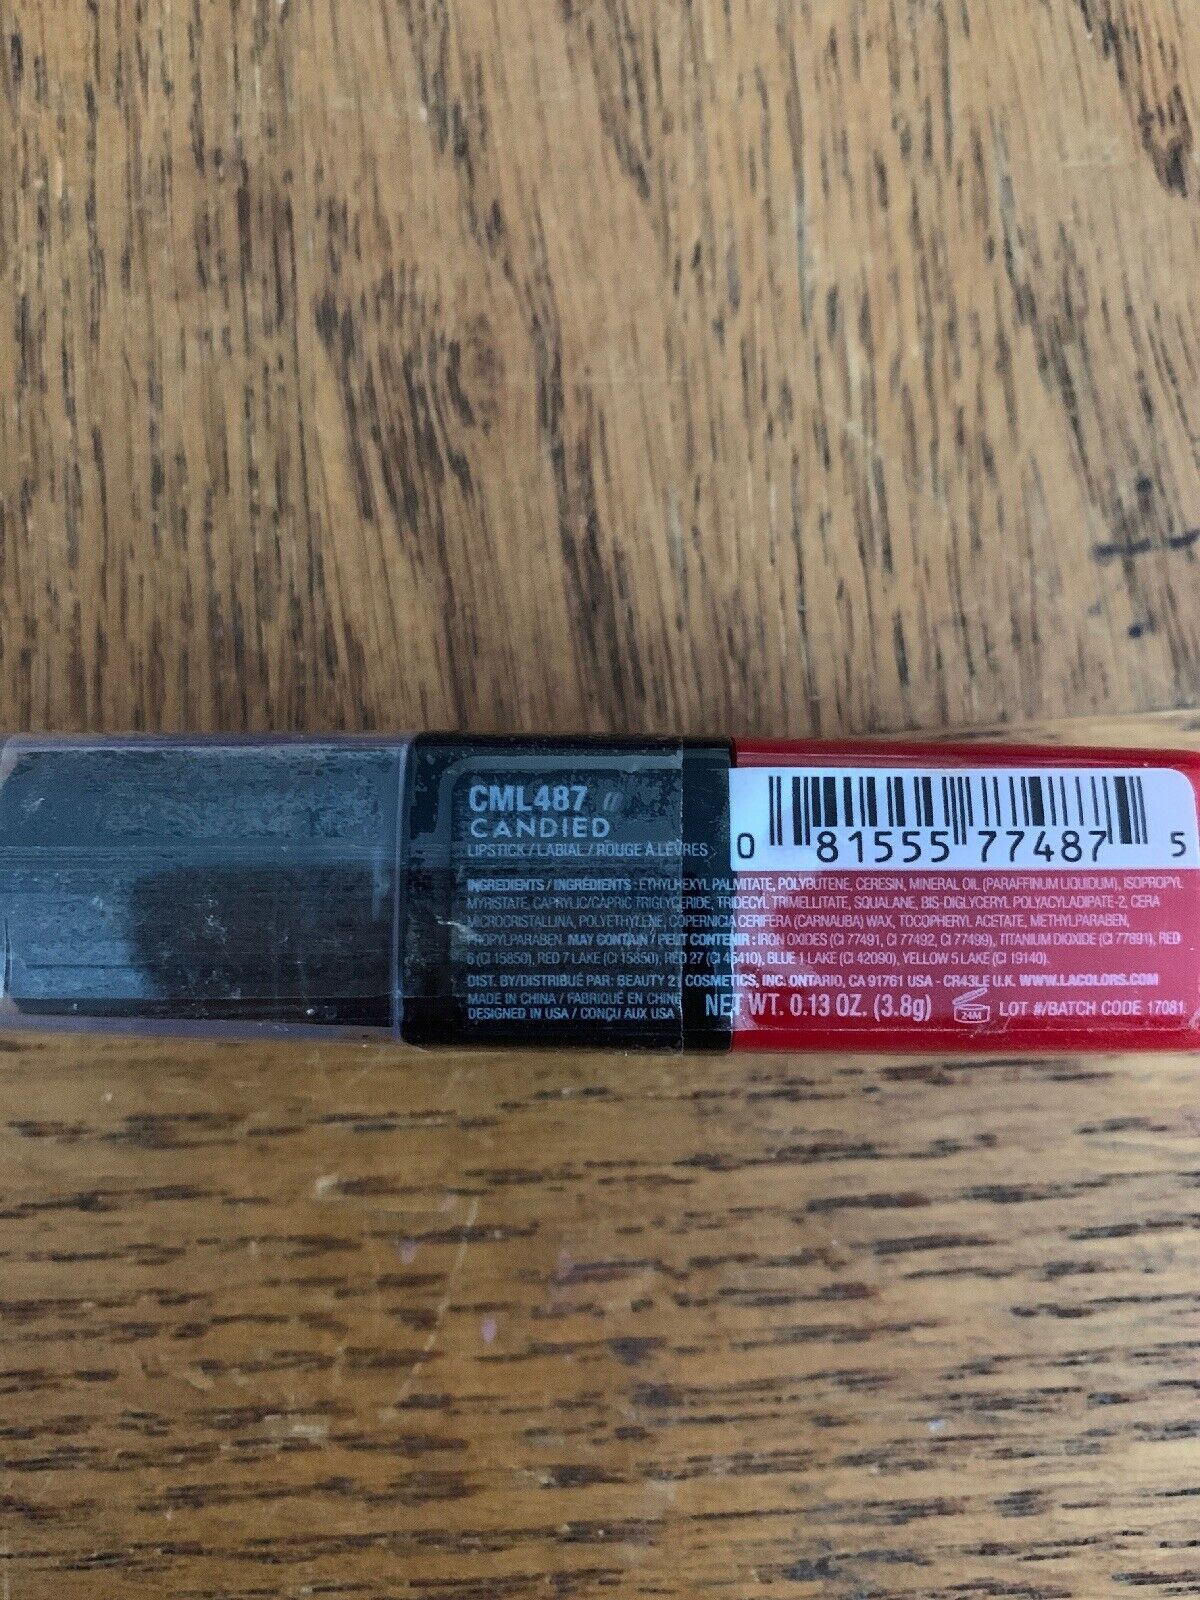 CML487
CANDIED
LIPSTICK / LABIAL / ROUGE À LÈVRES
0 81555 77487 5
INGREDIENTS / INGRÉDIENTS : ETHYLHEXYL PALMITATE, POLYBUTENE, CERESIN, MINERAL OIL (PARAFFINUM LIQUIDUM), ISOPROPYL
MYRISTATE, CAPRYLIC/CAPRIC TRIGLYCERIDE, TRIDECYL TRIMELLITATE, SQUALANE, BIS-DIGLYCERYL POLYACYLADIPATE-2, CERA
MICROCRISTALLINA, POLYETHYLENE, COPERNICIA CERIFERA (CARNAUBA) WAX, TOCOPHERYL ACETATE, METHYLPARABEN,
PROPYLPARABEN. MAY CONTAIN / PEUT CONTENIR : IRON OXIDES (CI 77491, CI 77492, CI 77499), TITANIUM DIOXIDE (CI 77891), RED
6 (CI 15850), RED 7 LAKE (CI 15850), RED 27 (CI 45410), BLUE 1 LAKE (CI 42090), YELLOW 5 LAKE (CI 19140).
DIST. BY/DISTRIBUÉ PAR: BEAUTY 21 COSMETICS, INC. ONTARIO, CA 91761 USA - CR43LE U.K. WWW.LACOLORS.COM
MADE IN CHINA / FABRIQUÉ EN CHINE
DESIGNED IN USA / CONÇU AUX USA
NET WT. 0.13 OZ. (3.8g) 24M LOT #/BATCH CODE 17081